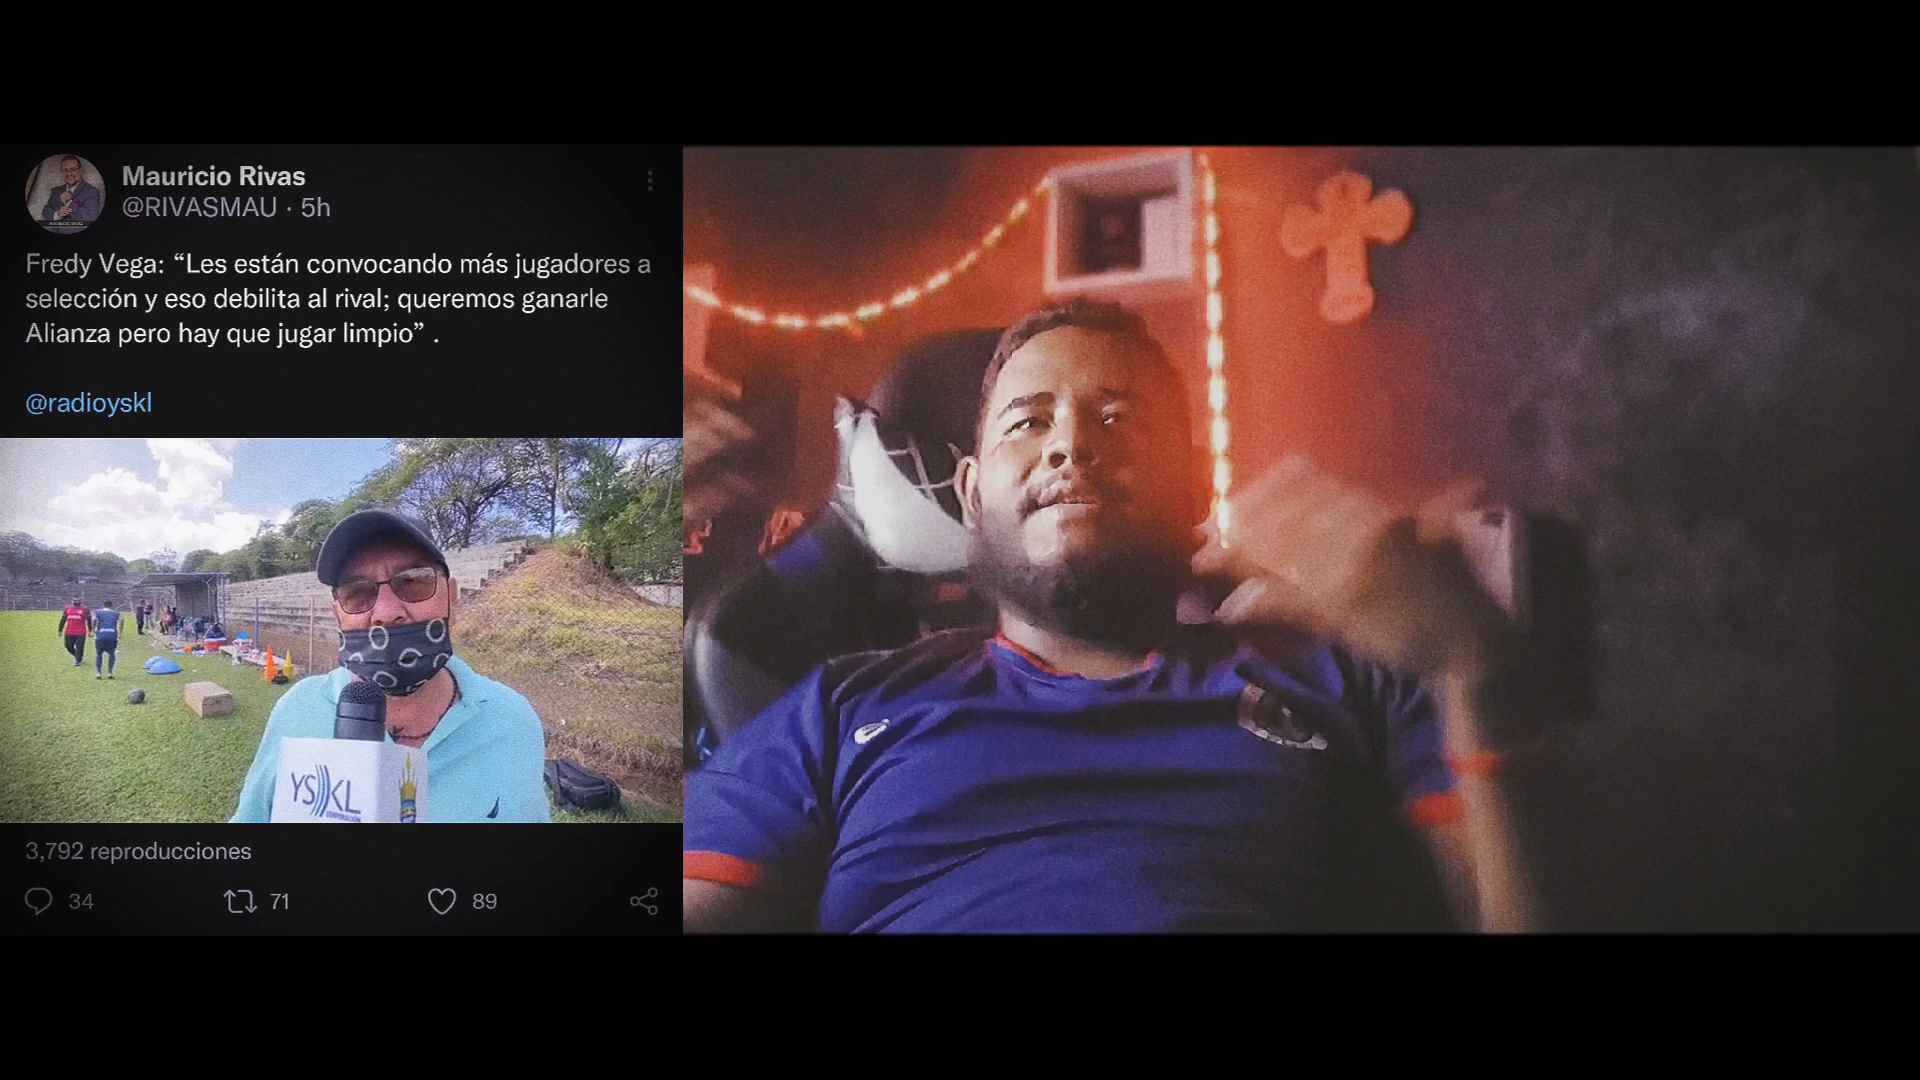 Mauricio Rivas
@RIVASMAU · 5h
Fredy Vega: “Les están convocando más jugadores a
selección y eso debilita al rival; queremos ganarle
Alianza pero hay que jugar limpio” .
@radioyskl
YSKL
CORPORACIÓN
3,792 reproducciones
34 71 89